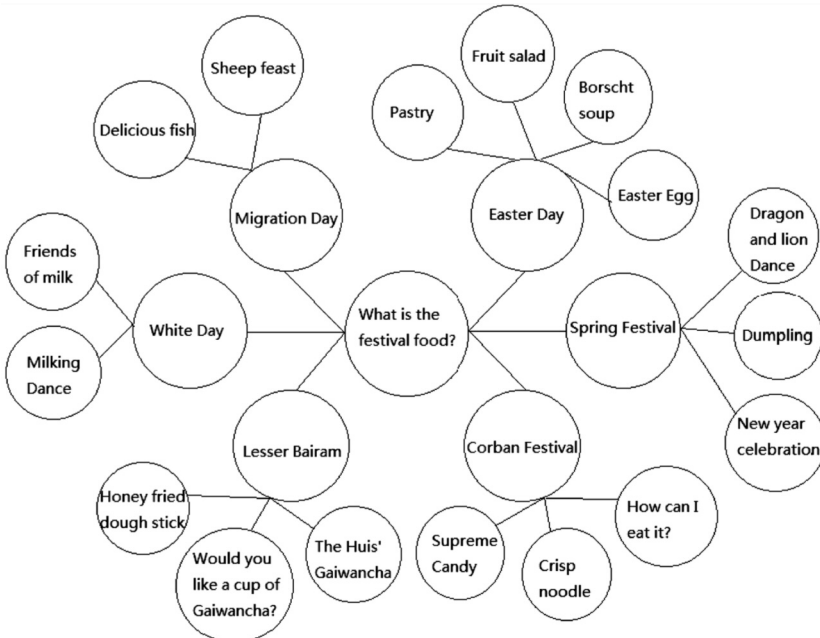 Sheep feast
Delicious fish
Migration Day
Fruit salad
Pastry
Borscht
soup
Easter Egg
Easter Day
Friends
of milk
Milking
Dance
White Day
What is the
festival food?
Spring Festival
Dragon
and lion
Dance
Dumpling
New year
celebration
Lesser Bairam
Honey fried
dough stick
Would you
like a cup of
Gaiwancha?
The Huis'
Gaiwancha
Corban Festival
Supreme
Candy
Crisp
noodle
How can I
eat it?